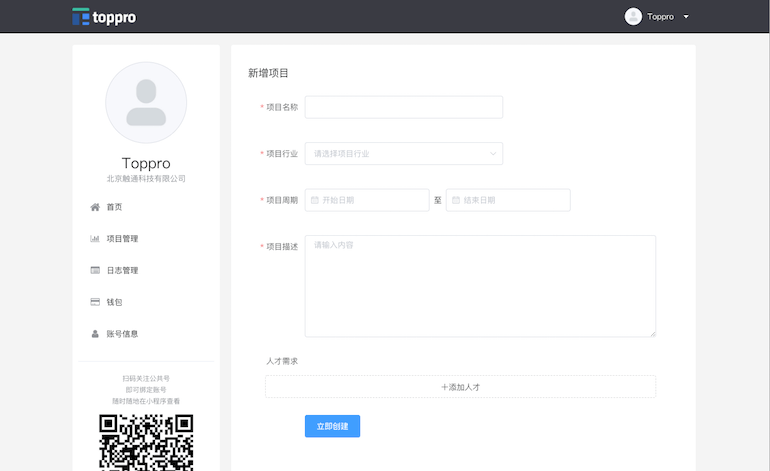 toppro
Toppro
Toppro
北京触通科技有限公司
首页
项目管理
日志管理
钱包
账号信息
扫码关注公共号
即可绑定账号
随时随地在小程序查看
新增项目
* 项目名称
* 项目行业 请选择项目行业
* 项目周期 开始日期 至 结束日期
* 项目描述 请输入内容
人才需求
+添加人才
立即创建